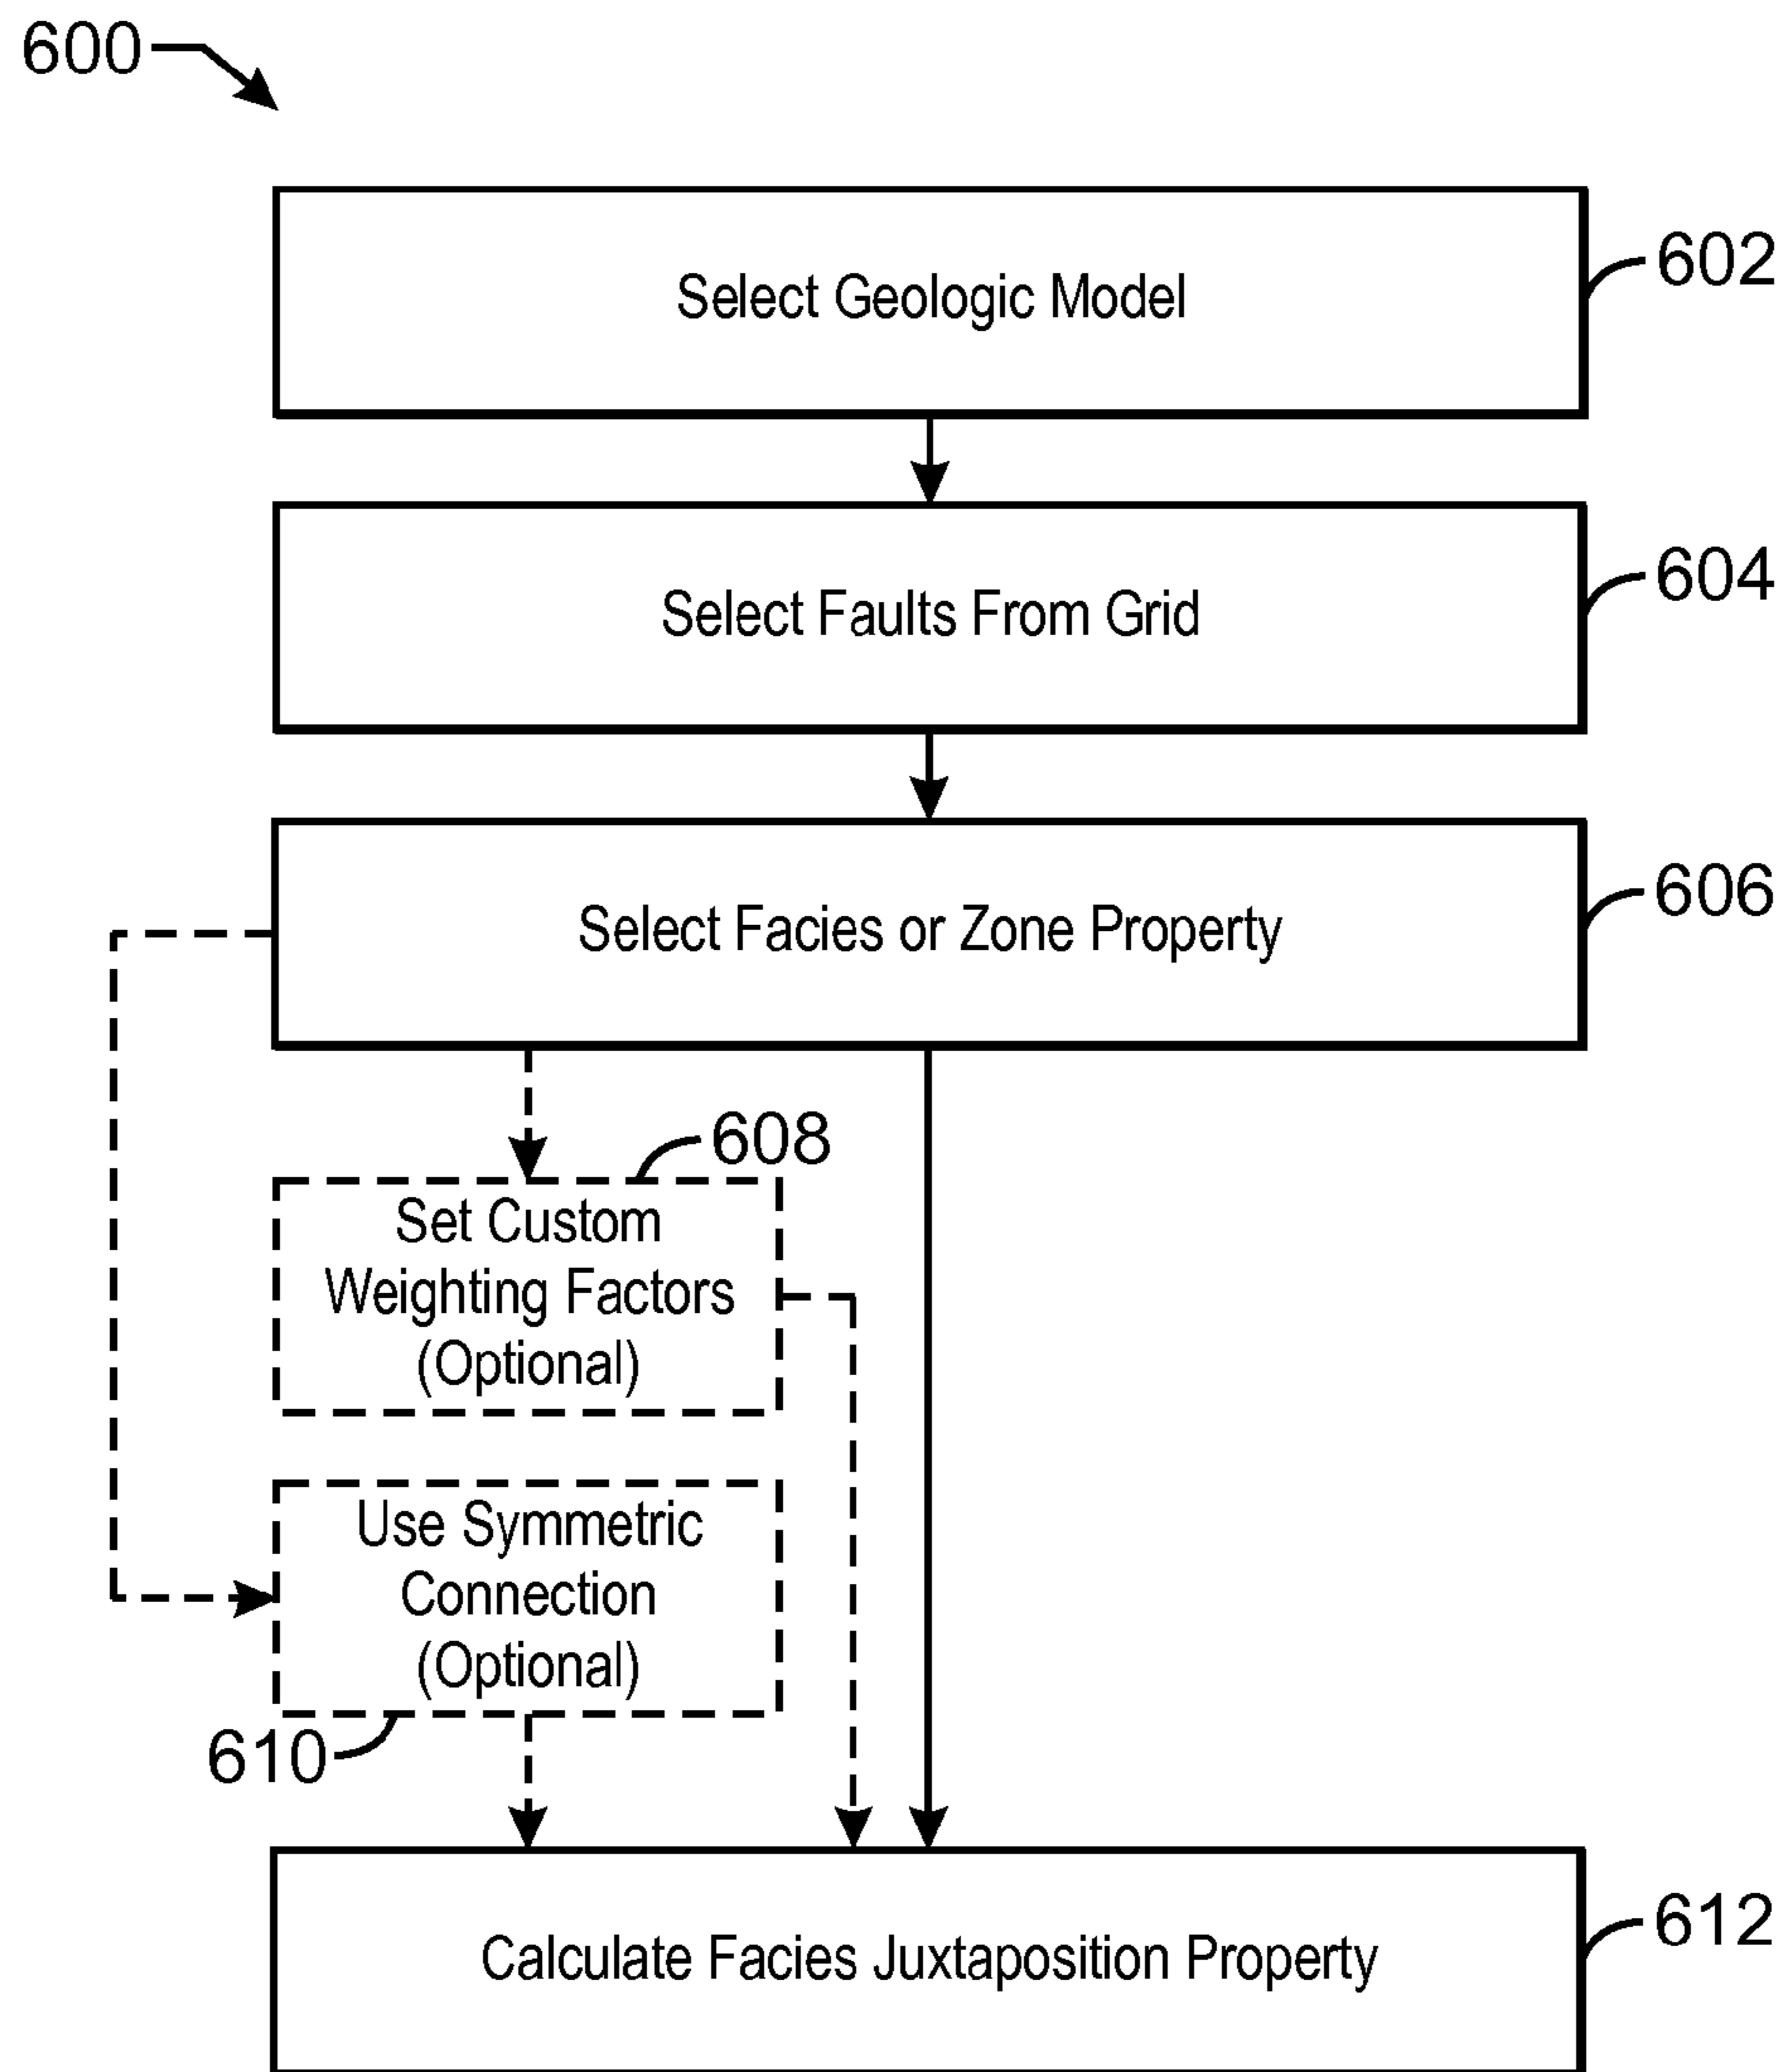 600
Select Geologic Model
602
Select Faults From Grid
604
Select Facies or Zone Property
606
608
Set Custom
Weighting Factors
(Optional)
Use Symmetric
Connection
(Optional)
610
Calculate Facies Juxtaposition Property
612